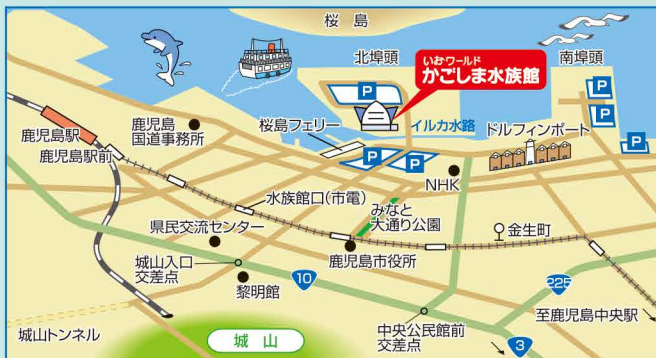 桜 島
北埠頭
南埠頭
いおワールド
かごしま水族館
P
P
P
P
P
P
イルカ水路
ドルフィンポート
鹿児島
国道事務所
桜島フェリー
鹿児島駅
鹿児島駅前
NHK
水族館口(市電)
みなと
大通り公園
県民交流センター
金生町
城山入口
交差点
鹿児島市役所
黎明館
10
225
至鹿児島中央駅
城山トンネル
城 山
中央公民館前
交差点
3